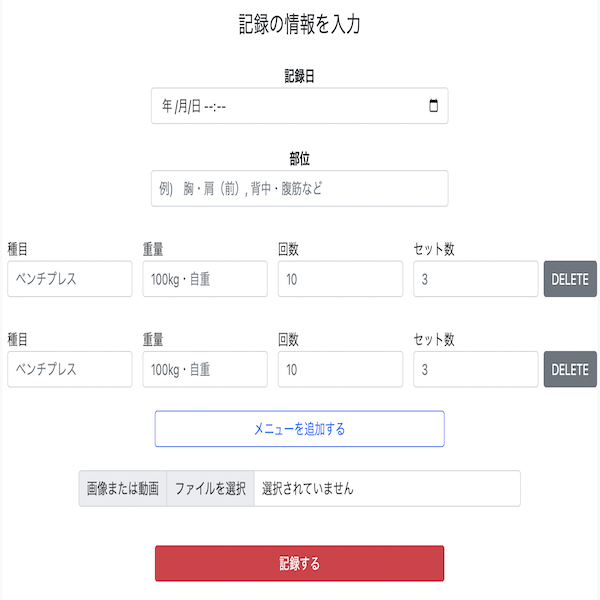 記録の情報を入力
記録日
年 /月/日 --:--
部位
例)　胸・肩（前）, 背中・腹筋など
種目 重量 回数 セット数
ベンチプレス 100kg・自重 10 3 DELETE
種目 重量 回数 セット数
ベンチプレス 100kg・自重 10 3 DELETE
メニューを追加する
画像または動画 ファイルを選択 選択されていません
記録する